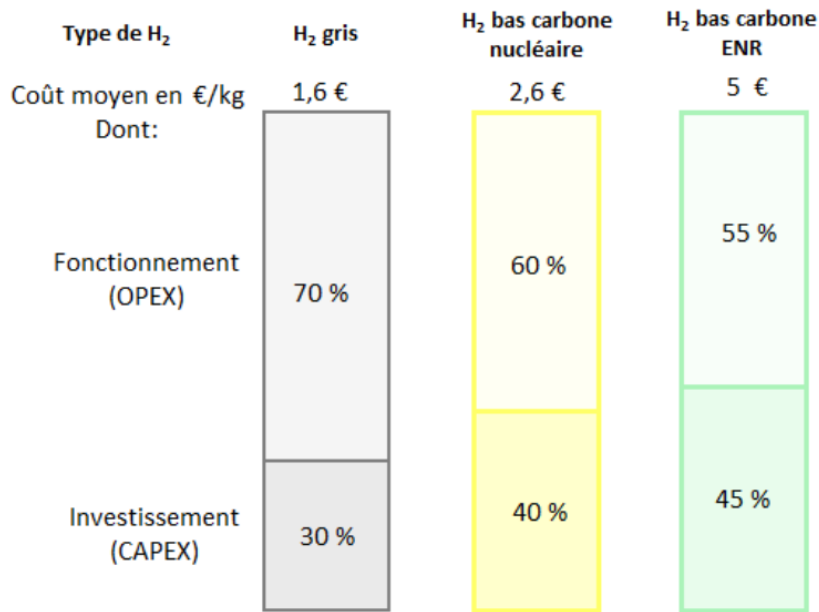 Type de H₂
H₂ gris
H₂ bas carbone
nucléaire
H₂ bas carbone
ENR
Coût moyen en €/kg
Dont:
1,6 €
2,6 €
5 €
Fonctionnement
(OPEX)
70 %
60 %
55 %
Investissement
(CAPEX)
30 %
40 %
45 %